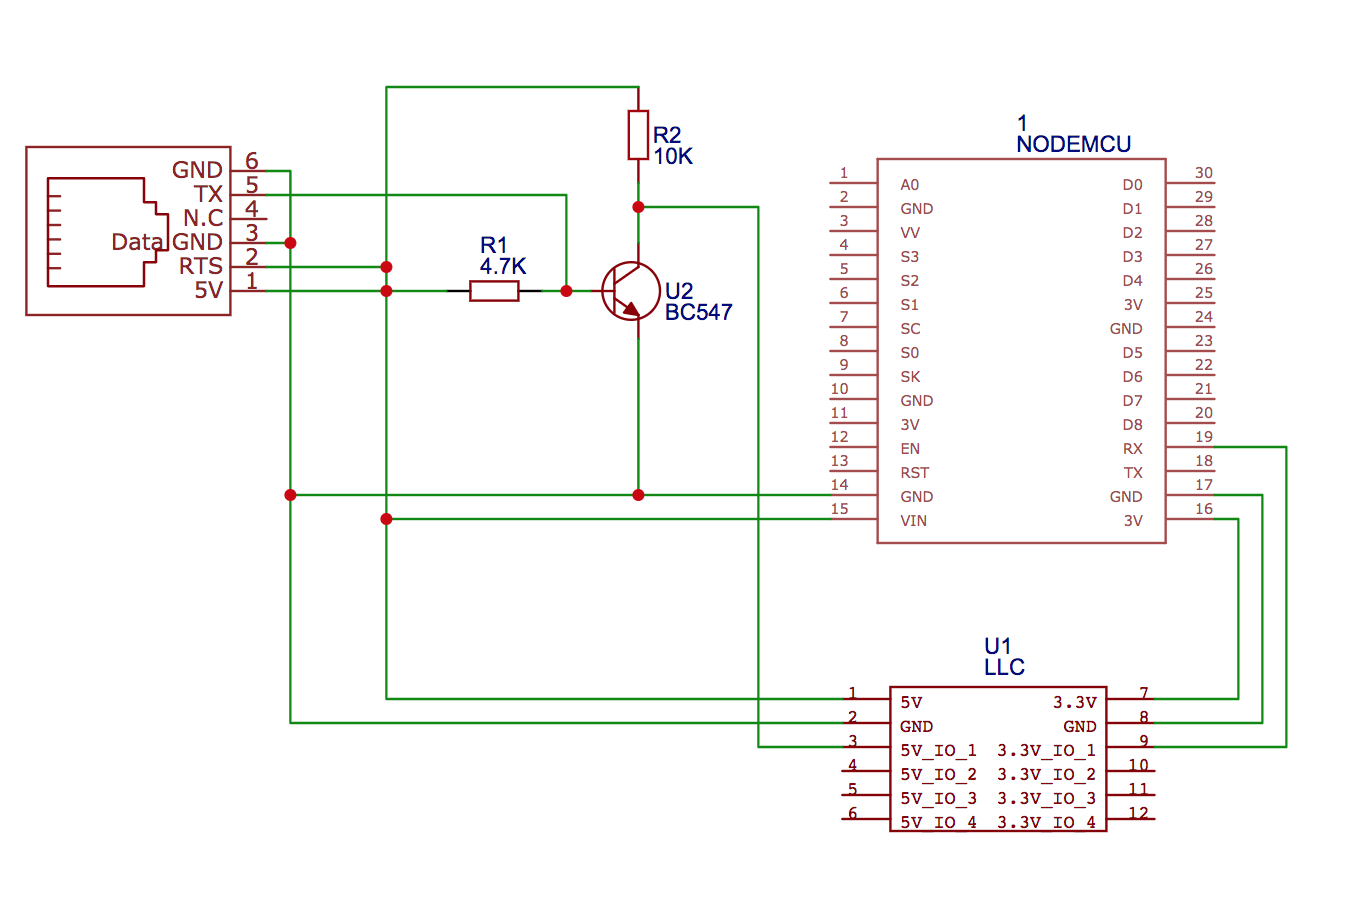 R2
10K
1
NODEMCU
GND 6
TX 5
N.C 4
Data GND 3
RTS 2
5V 1
R1
4.7K
U2
BC547
1 A0 D0 30
2 GND D1 29
3 VV D2 28
4 S3 D3 27
5 S2 D4 26
6 S1 3V 25
7 SC GND 24
8 S0 D5 23
9 SK D6 22
10 GND D7 21
11 3V D8 20
12 EN RX 19
13 RST TX 18
14 GND GND 17
15 VIN 3V 16
U1
LLC
1 5V 3.3V 7
2 GND GND 8
3 5V_IO_1 3.3V_IO_1 9
4 5V_IO_2 3.3V_IO_2 10
5 5V_IO_3 3.3V_IO_3 11
6 5V_IO_4 3.3V_IO_4 12